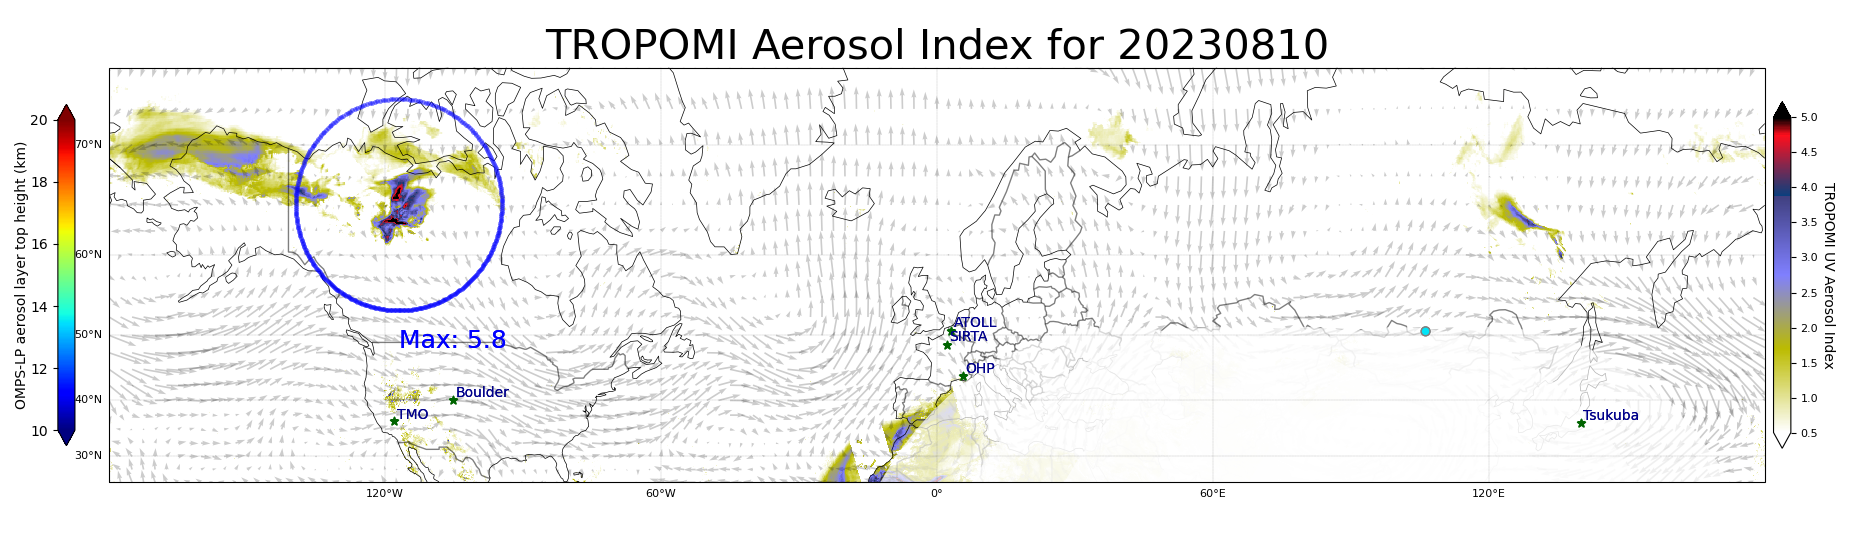 TROPOMI Aerosol Index for 20230810
OMPS-LP aerosol layer top height (km)
20
18
16
14
12
10
70°N
60°N
50°N
40°N
30°N
120°W
60°W
0°
60°E
120°E
Max: 5.8
Boulder
TMO
ATOLL
SIRTA
OHP
Tsukuba
5.0
4.5
4.0
3.5
3.0
2.5
2.0
1.5
1.0
0.5
TROPOMI UV Aerosol Index